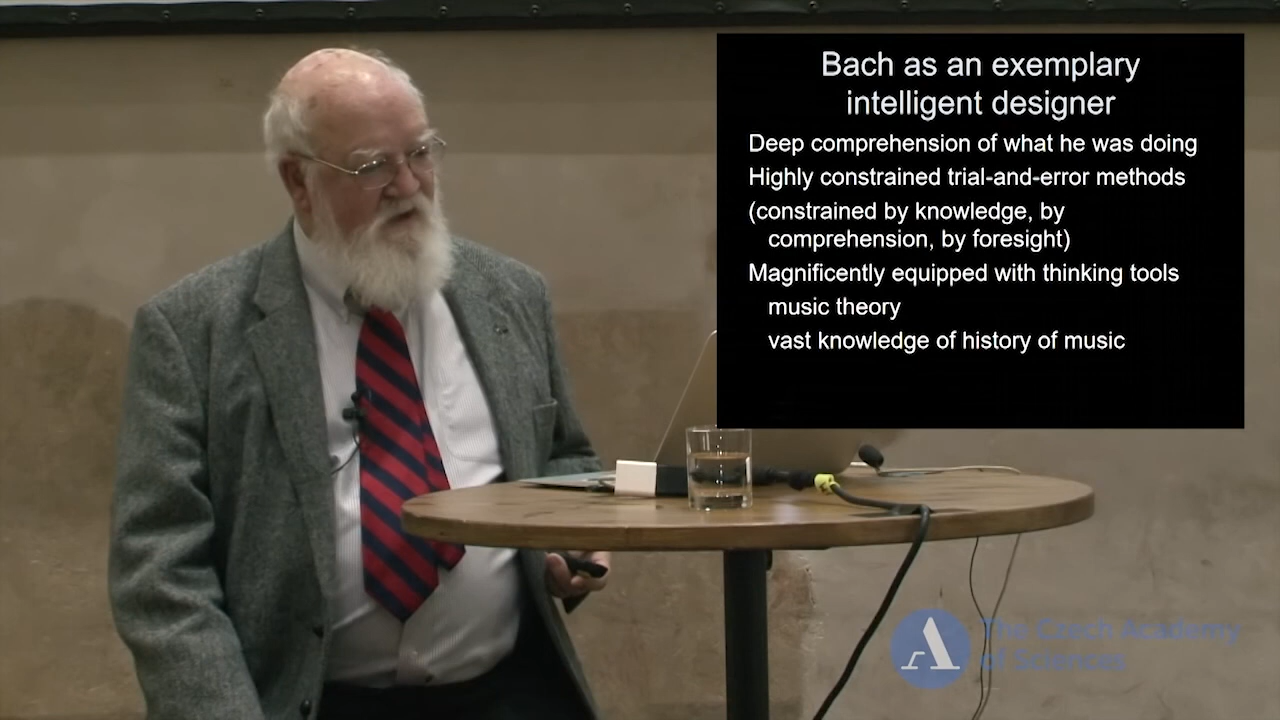 Bach as an exemplary
intelligent designer
Deep comprehension of what he was doing
Highly constrained trial-and-error methods
(constrained by knowledge, by
comprehension, by foresight)
Magnificently equipped with thinking tools
music theory
vast knowledge of history of music
The Czech Academy
of Sciences